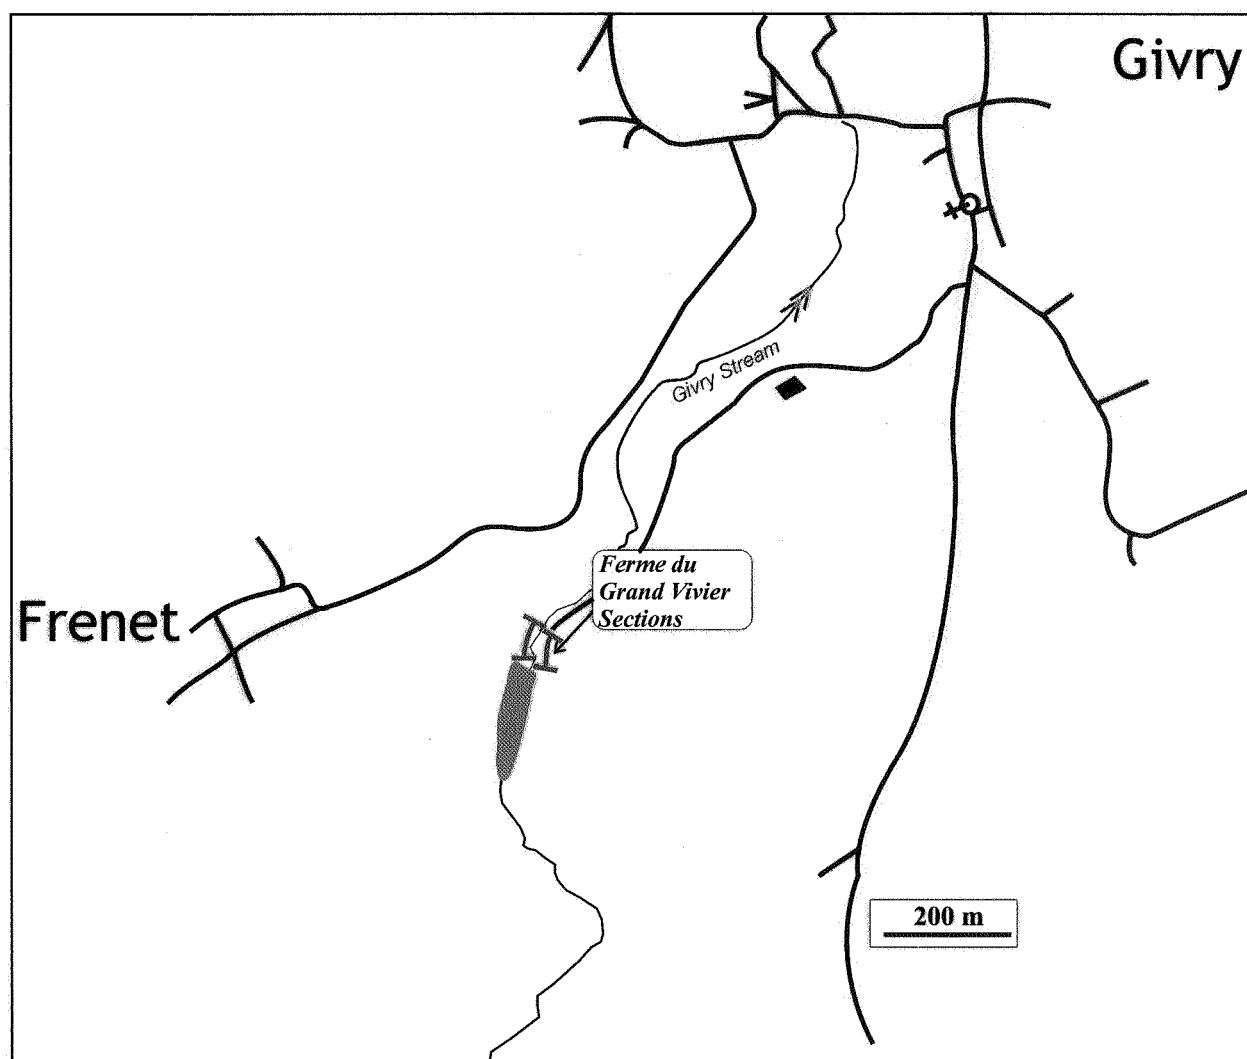 Givry
Givry Stream
Ferme du
Grand Vivier
Sections
Frenet
200 m